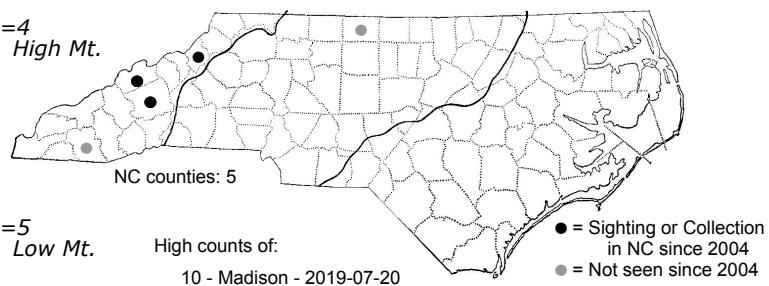 =4
High Mt.
NC counties: 5
=5
Low Mt.
High counts of:
10 - Madison - 2019-07-20
● = Sighting or Collection
in NC since 2004
● = Not seen since 2004